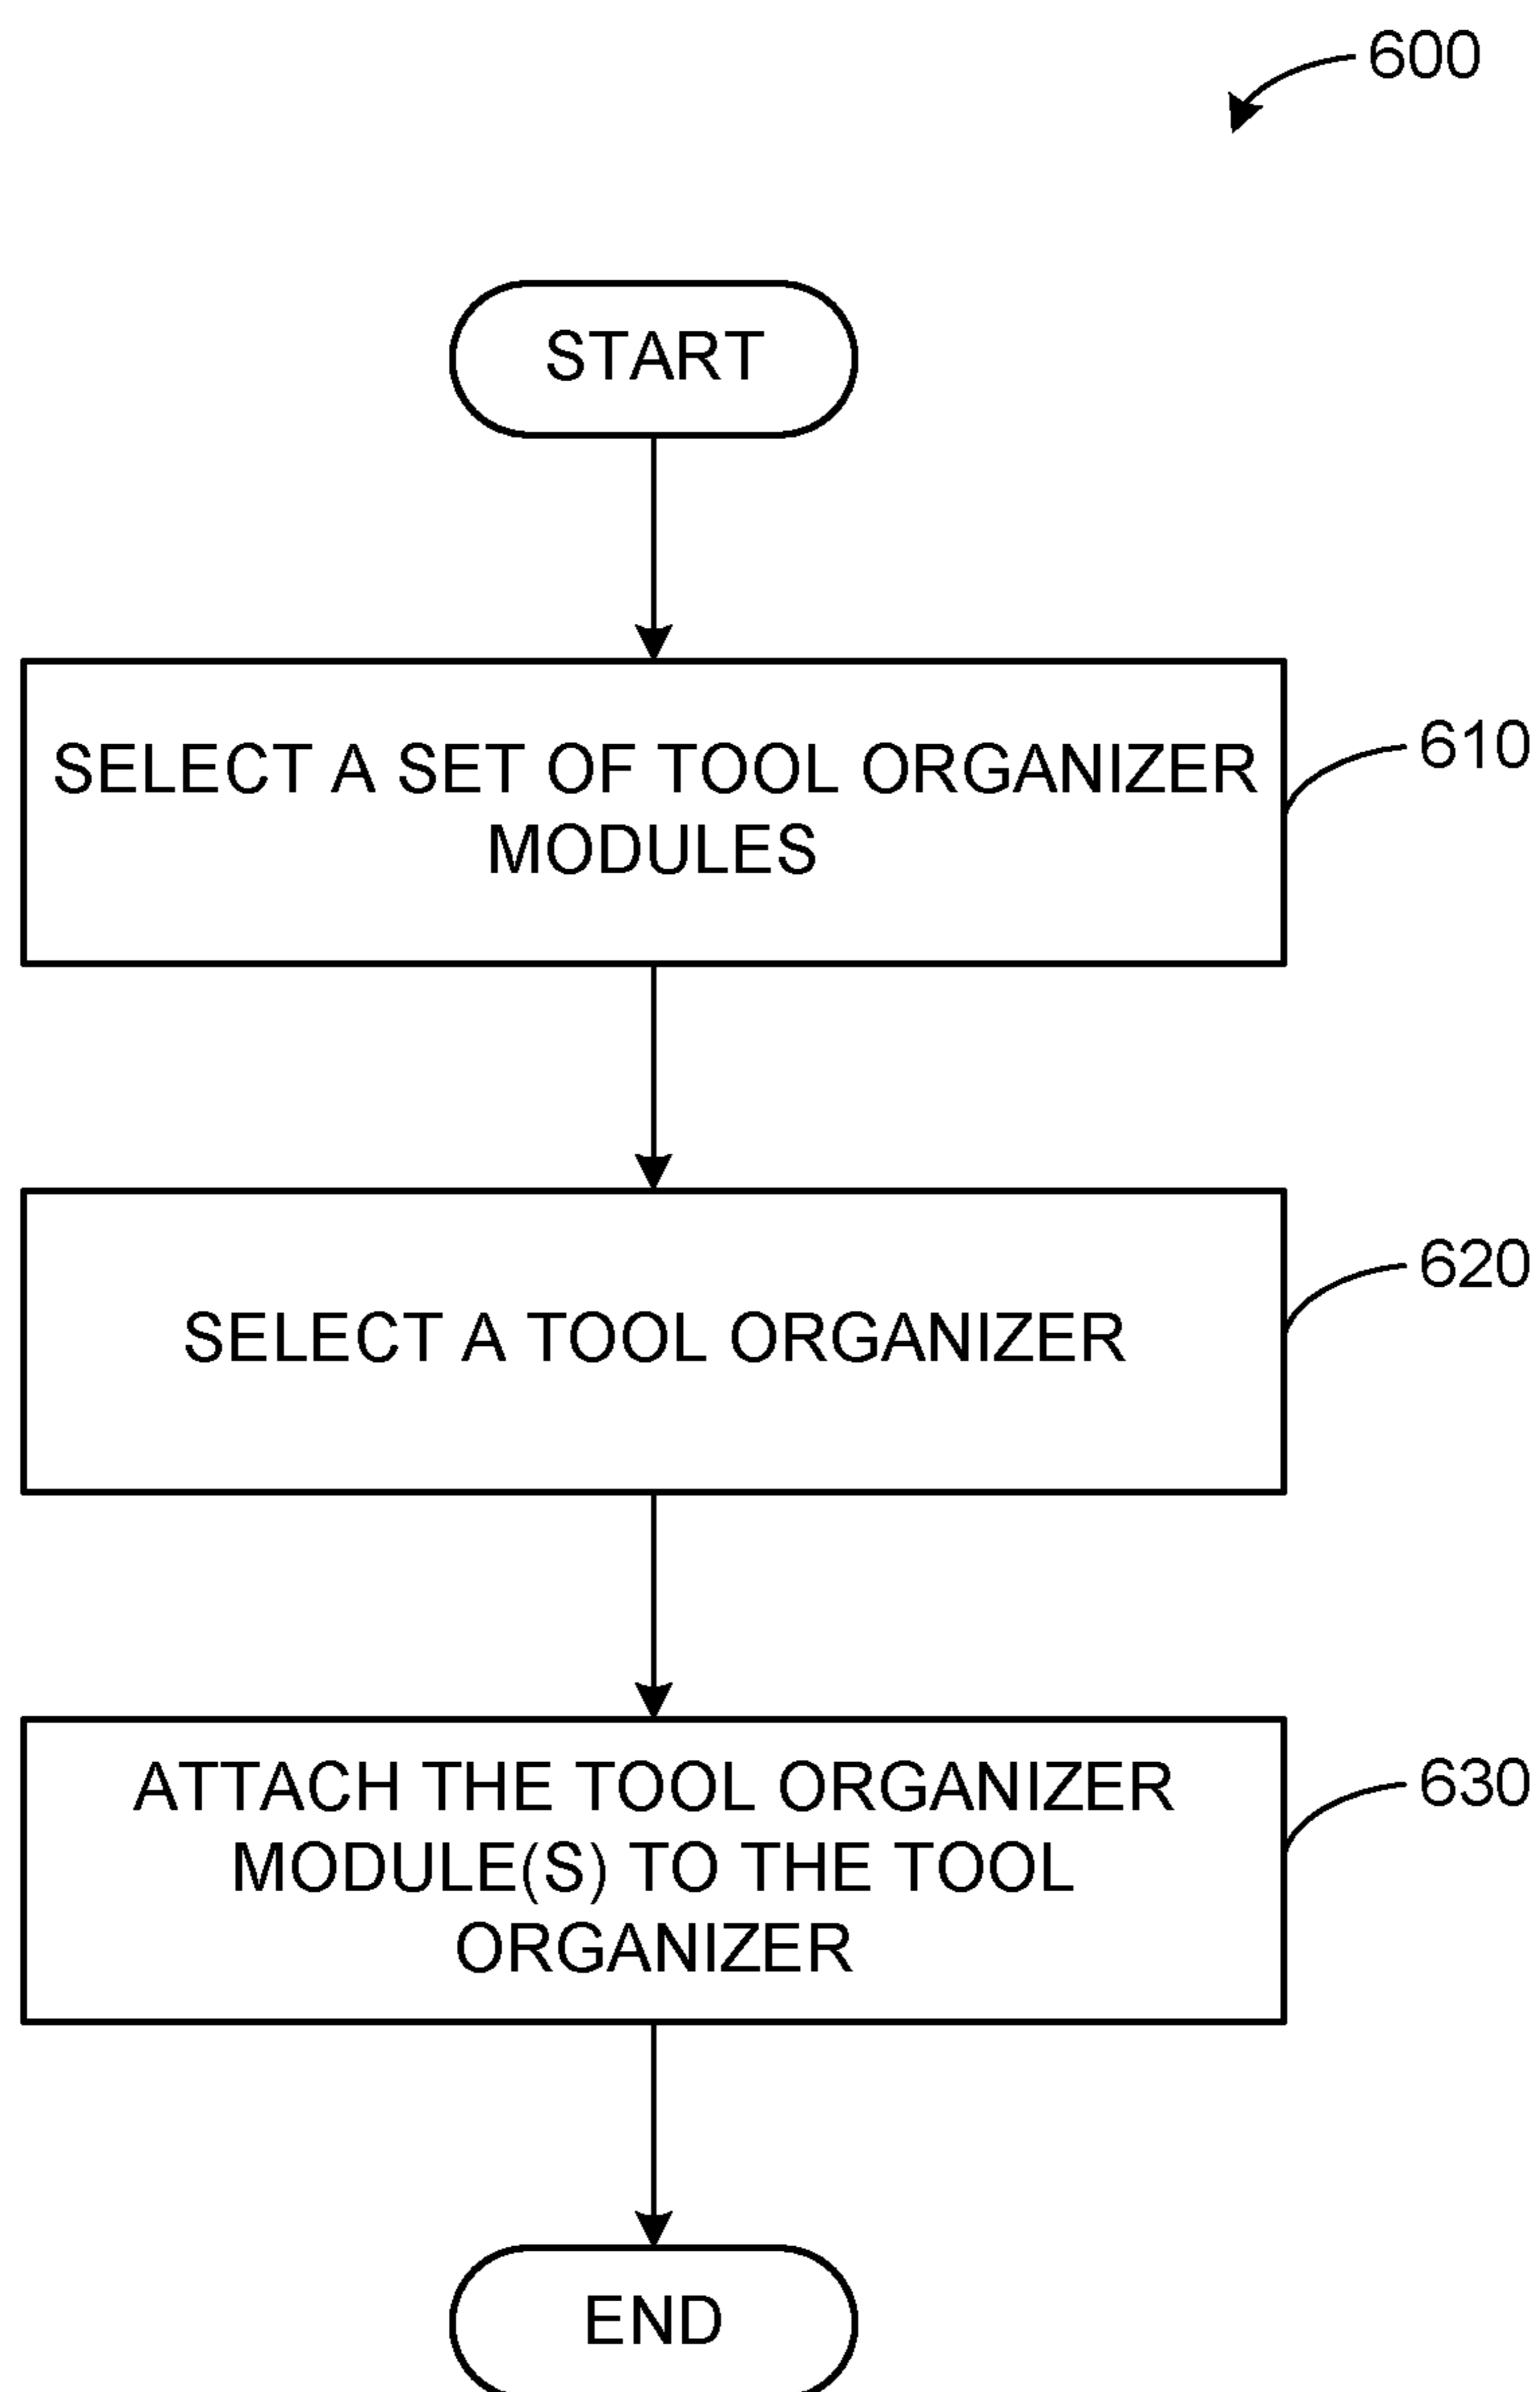 600
START
SELECT A SET OF TOOL ORGANIZER
MODULES
610
SELECT A TOOL ORGANIZER
620
ATTACH THE TOOL ORGANIZER
MODULE(S) TO THE TOOL
ORGANIZER
630
END